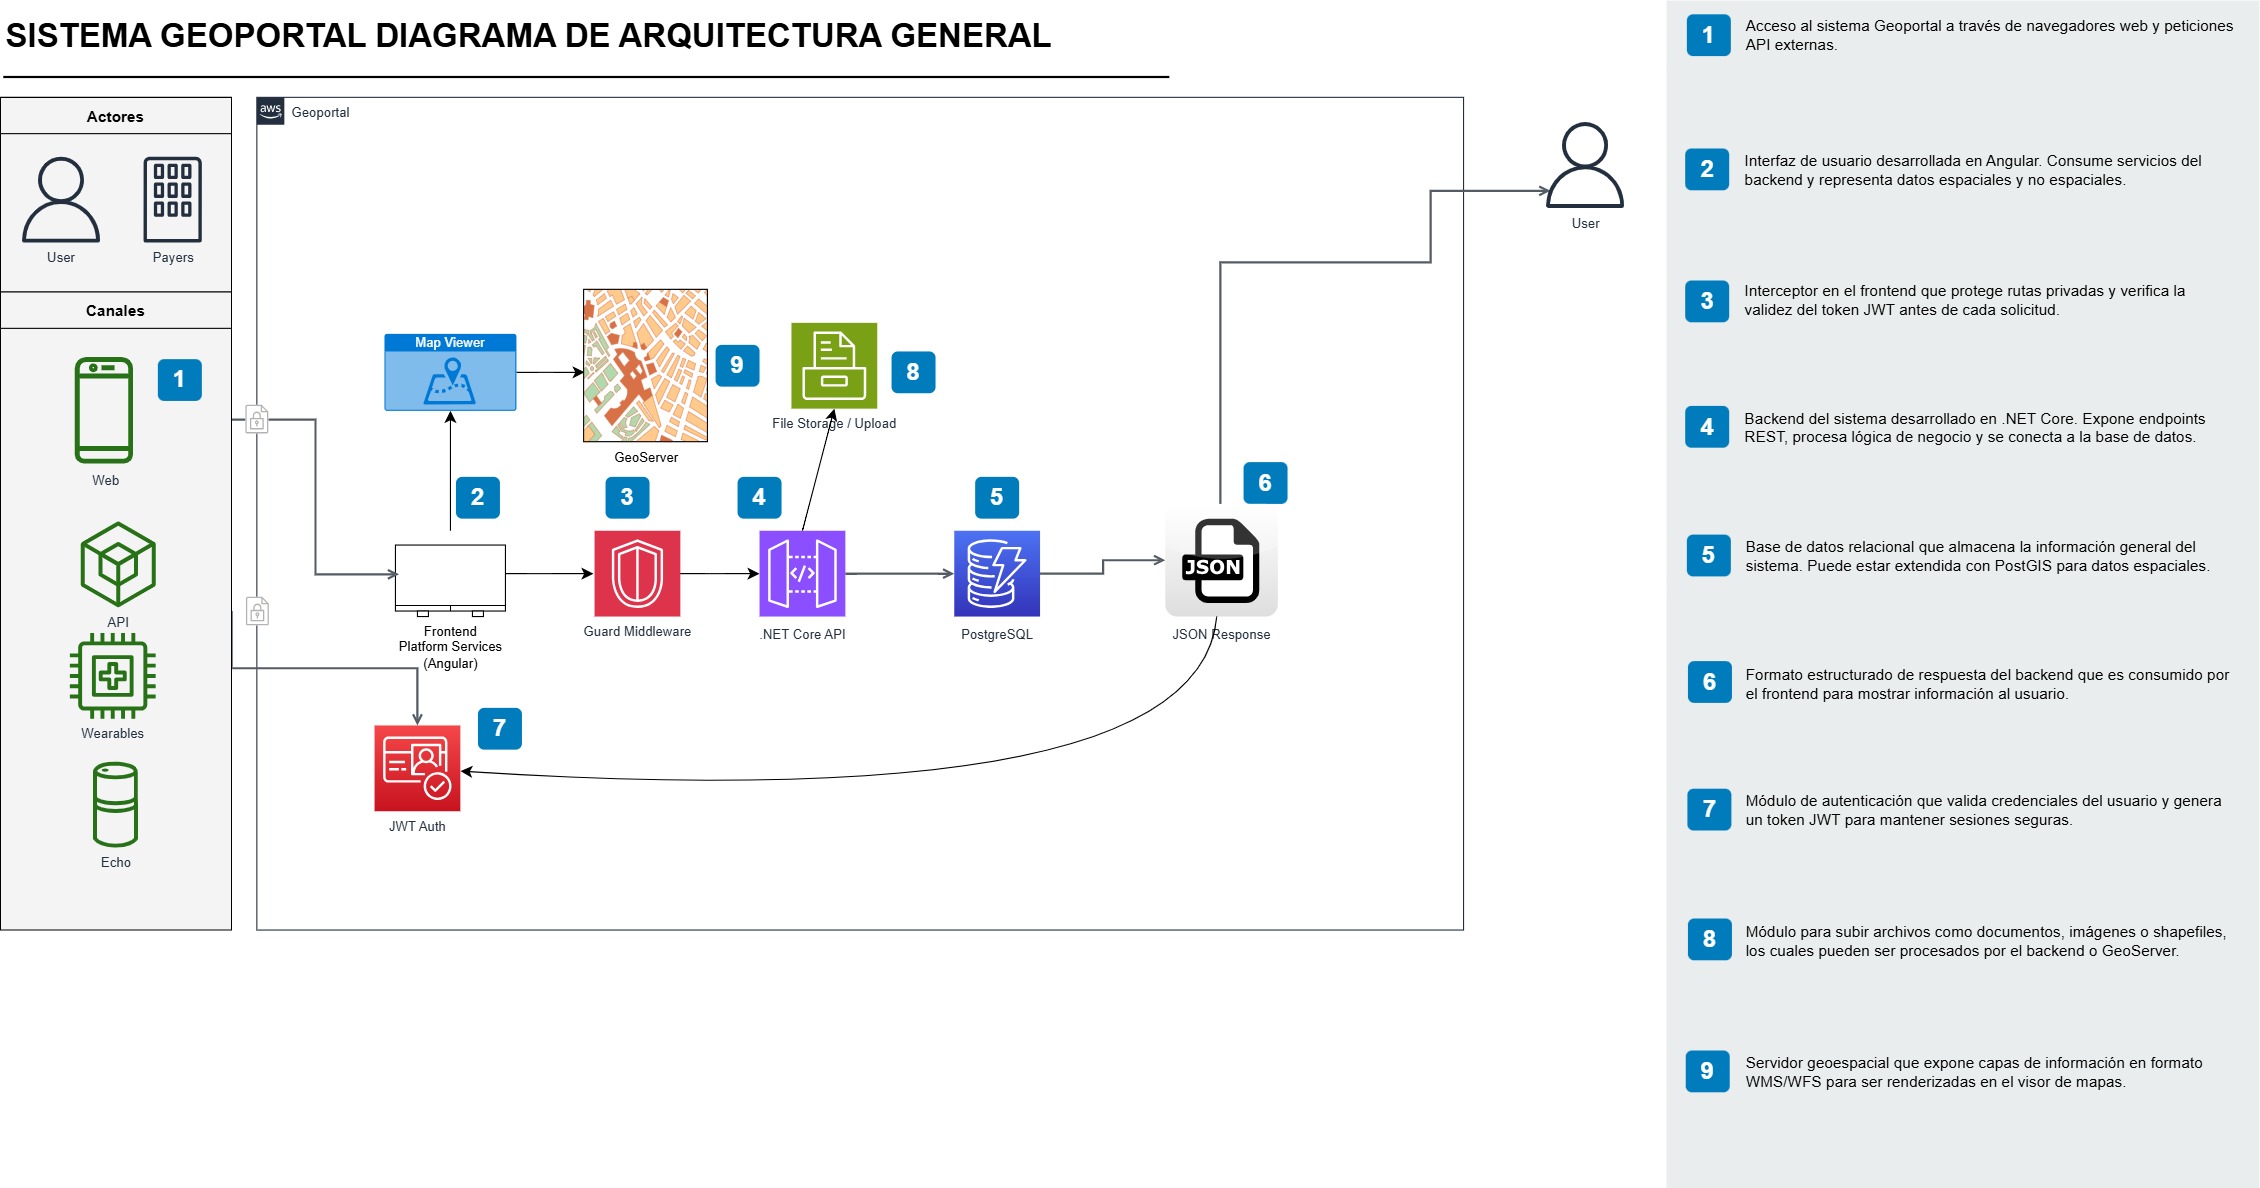 SISTEMA GEOPORTAL DIAGRAMA DE ARQUITECTURA GENERAL
Actores
User
Payers
Canales
1
Web
API
Wearables
Echo
aws
Geoportal
Map Viewer
GeoServer
9
File Storage / Upload
8
2
3
4
5
6
Frontend
Platform Services
(Angular)
Guard Middleware
.NET Core API
PostgreSQL
JSON
JSON Response
7
JWT Auth
User
1
Acceso al sistema Geoportal a través de navegadores web y peticiones
API externas.
2
Interfaz de usuario desarrollada en Angular. Consume servicios del
backend y representa datos espaciales y no espaciales.
3
Interceptor en el frontend que protege rutas privadas y verifica la
validez del token JWT antes de cada solicitud.
4
Backend del sistema desarrollado en .NET Core. Expone endpoints
REST, procesa lógica de negocio y se conecta a la base de datos.
5
Base de datos relacional que almacena la información general del
sistema. Puede estar extendida con PostGIS para datos espaciales.
6
Formato estructurado de respuesta del backend que es consumido por
el frontend para mostrar información al usuario.
7
Módulo de autenticación que valida credenciales del usuario y genera
un token JWT para mantener sesiones seguras.
8
Módulo para subir archivos como documentos, imágenes o shapefiles,
los cuales pueden ser procesados por el backend o GeoServer.
9
Servidor geoespacial que expone capas de información en formato
WMS/WFS para ser renderizadas en el visor de mapas.